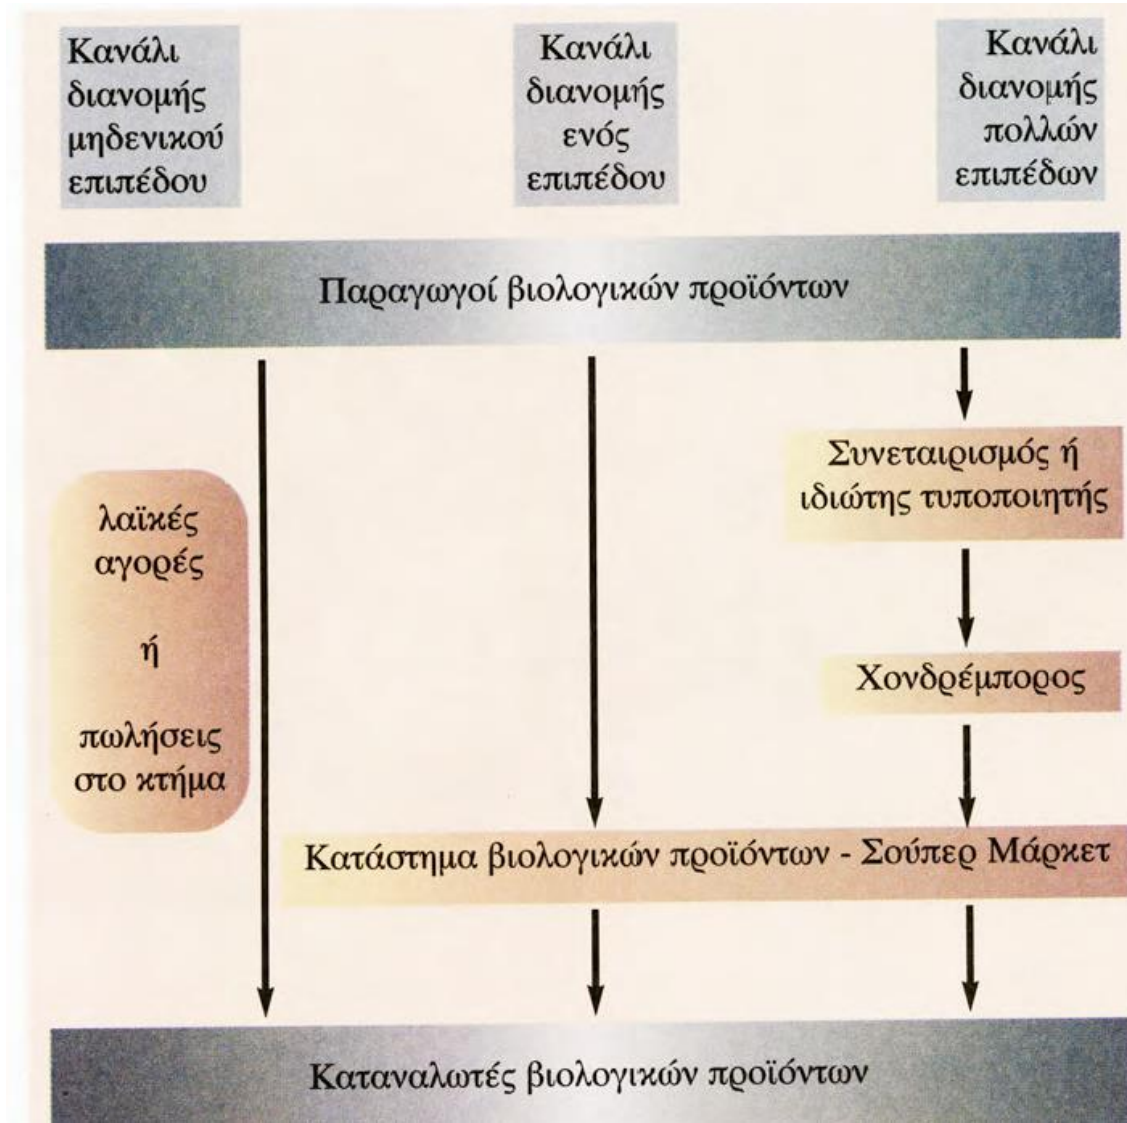 Κανάλι
διανομής
μηδενικού
επιπέδου
Κανάλι
διανομής
ενός
επιπέδου
Κανάλι
διανομής
πολλών
επιπέδων
Παραγωγοί βιολογικών προϊόντων
Συνεταιρισμός ή
ιδιώτης τυποποιητής
λαϊκές
αγορές
ή
πωλήσεις
στο κτήμα
Χονδρέμπορος
Κατάστημα βιολογικών προϊόντων - Σούπερ Μάρκετ
Καταναλωτές βιολογικών προϊόντων